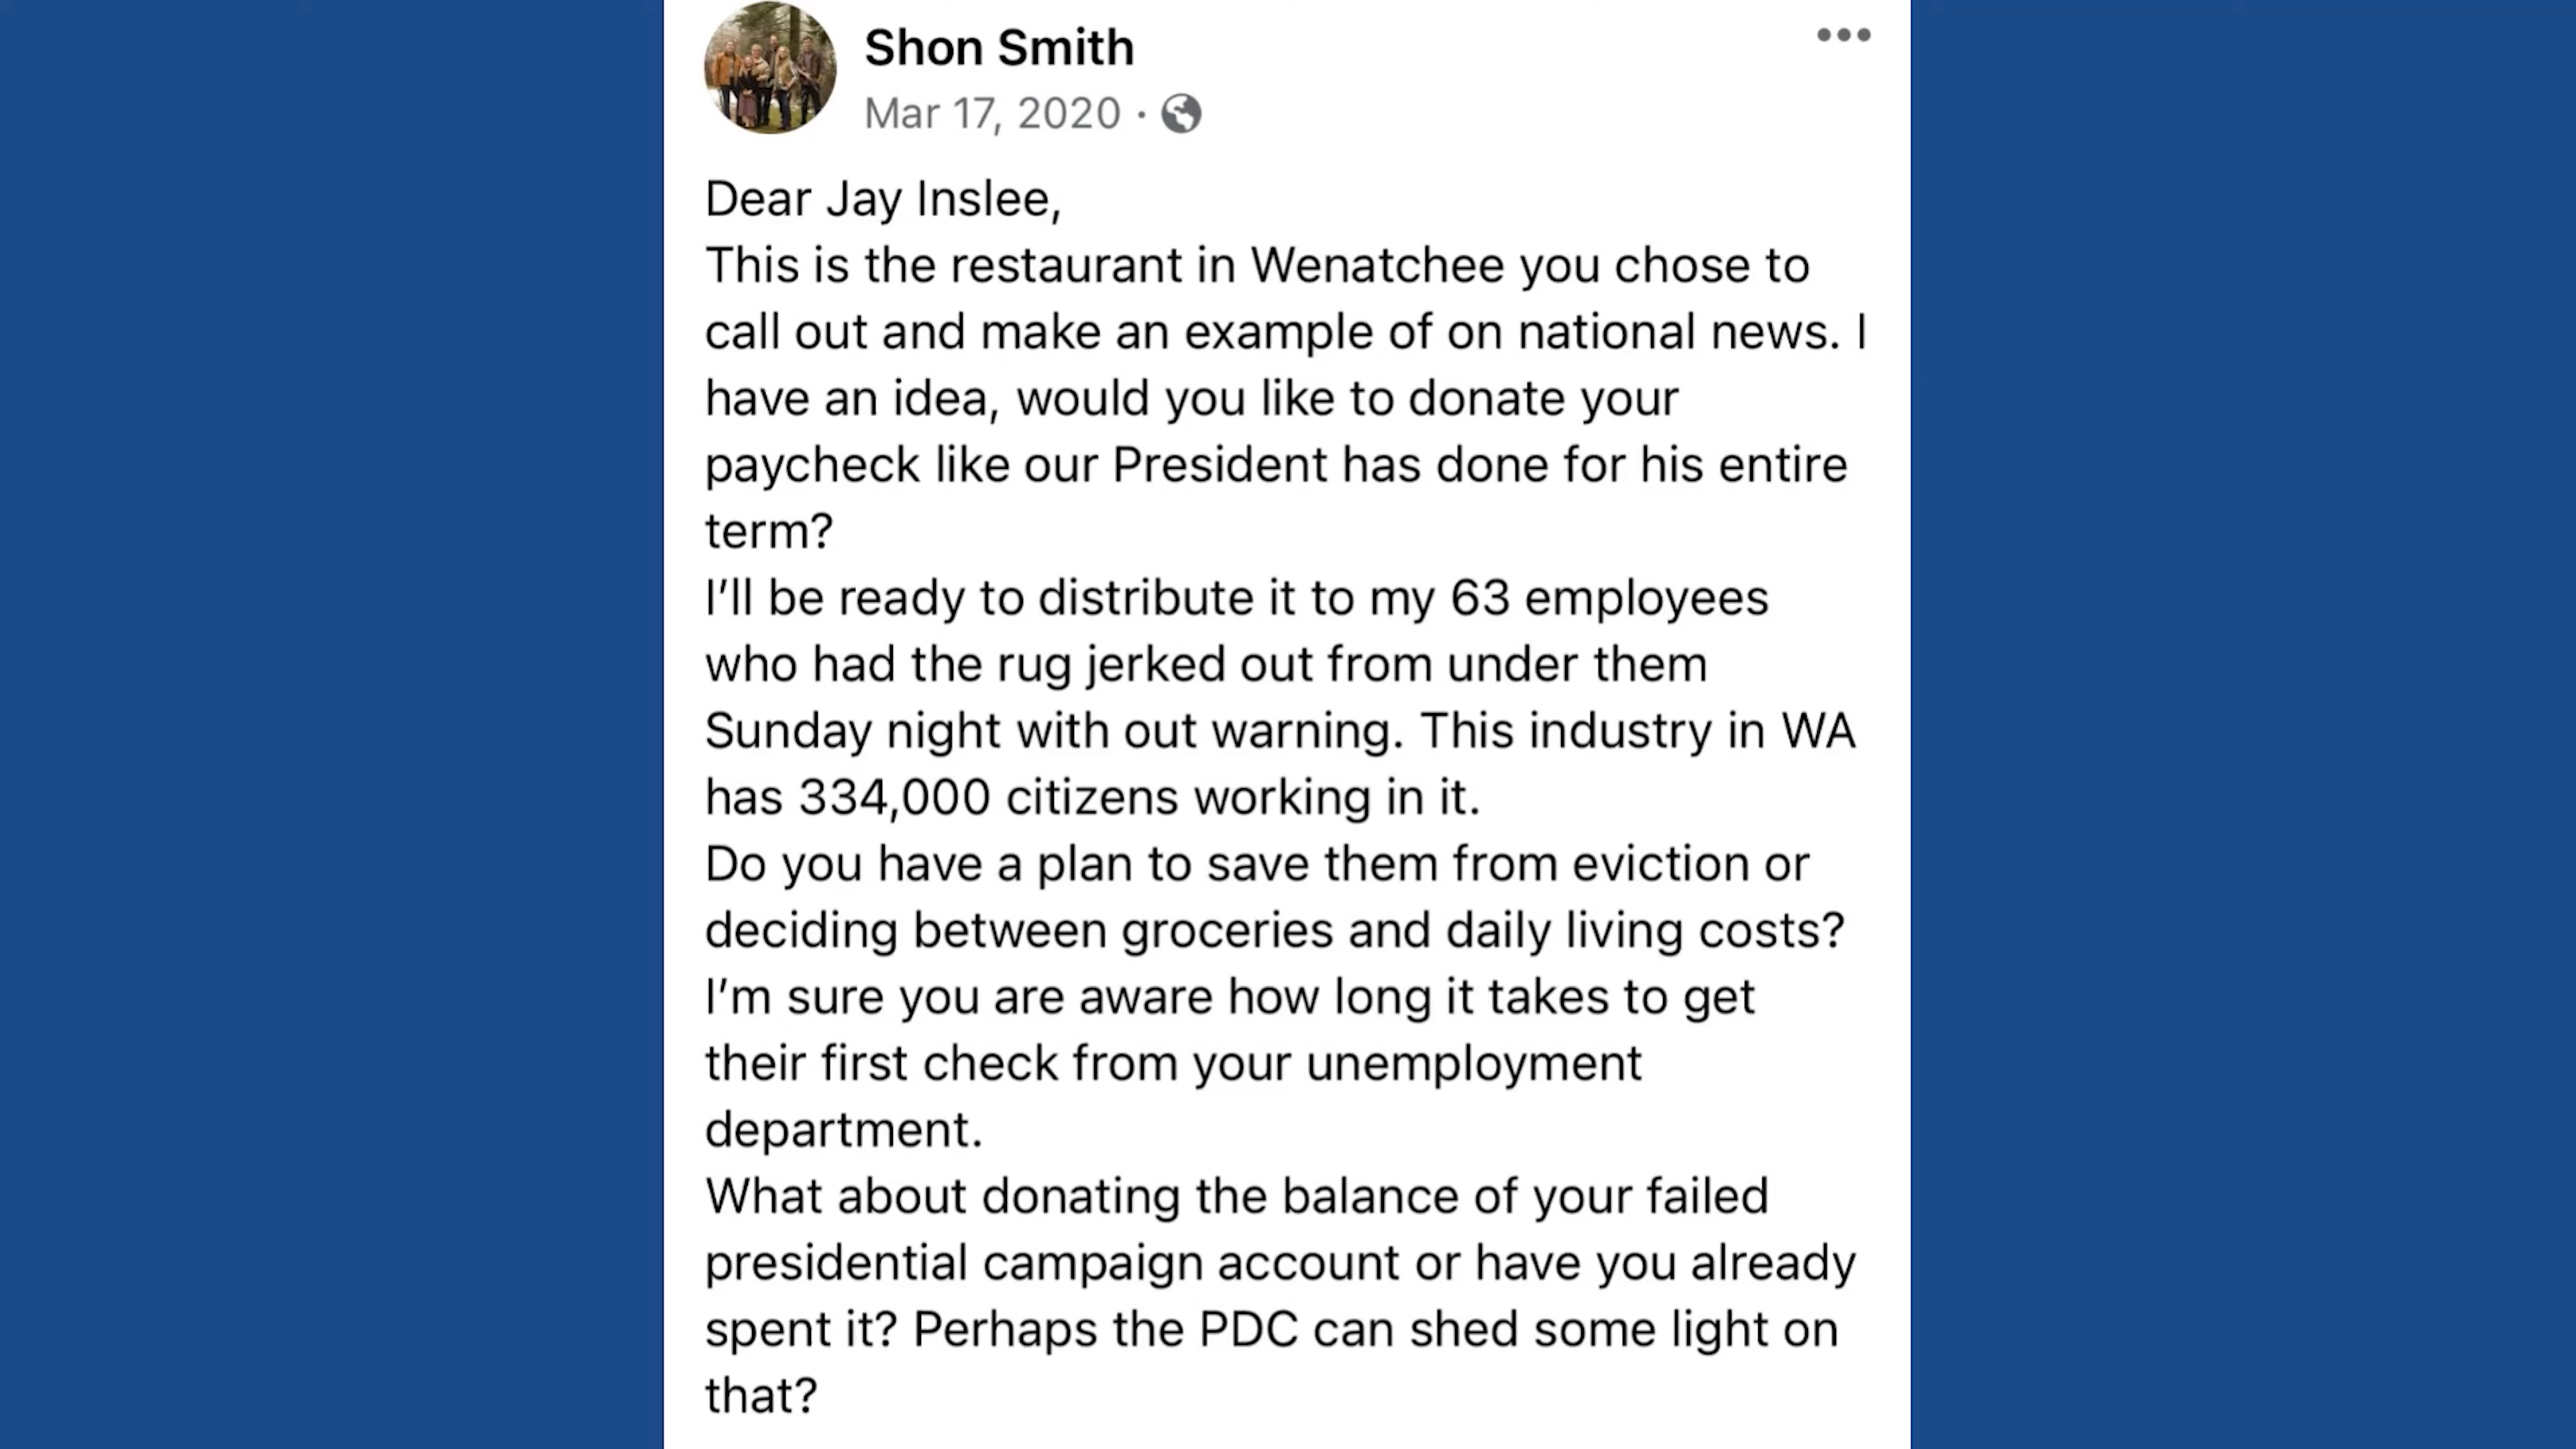 Shon Smith
Mar 17, 2020 ·
Dear Jay Inslee,
This is the restaurant in Wenatchee you chose to
call out and make an example of on national news. I
have an idea, would you like to donate your
paycheck like our President has done for his entire
term?
I’ll be ready to distribute it to my 63 employees
who had the rug jerked out from under them
Sunday night with out warning. This industry in WA
has 334,000 citizens working in it.
Do you have a plan to save them from eviction or
deciding between groceries and daily living costs?
I’m sure you are aware how long it takes to get
their first check from your unemployment
department.
What about donating the balance of your failed
presidential campaign account or have you already
spent it? Perhaps the PDC can shed some light on
that?